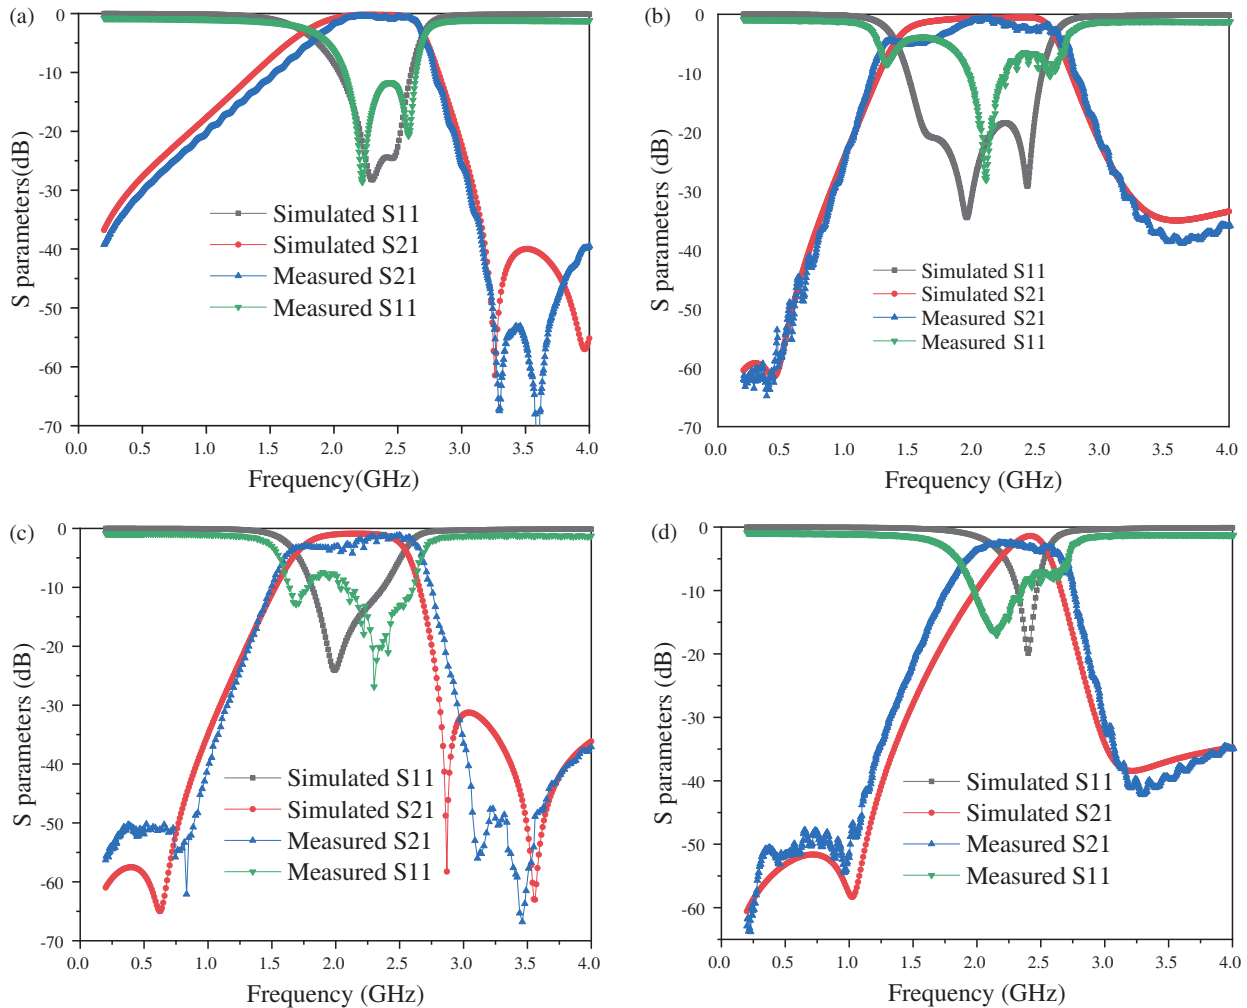 (a)
0
-10
-20
-30
-40
-50
-60
-70
S parameters(dB)
Simulated S11
Simulated S21
Measured S21
Measured S11
0.0 0.5 1.0 1.5 2.0 2.5 3.0 3.5 4.0
Frequency(GHz)
(b)
0
-10
-20
-30
-40
-50
-60
-70
S parameters (dB)
Simulated S11
Simulated S21
Measured S21
Measured S11
0.0 0.5 1.0 1.5 2.0 2.5 3.0 3.5 4.0
Frequency (GHz)
(c)
0
-10
-20
-30
-40
-50
-60
-70
S parameters (dB)
Simulated S11
Simulated S21
Measured S21
Measured S11
0.0 0.5 1.0 1.5 2.0 2.5 3.0 3.5 4.0
Frequency (GHz)
(d)
0
-10
-20
-30
-40
-50
-60
S parameters (dB)
Simulated S11
Simulated S21
Measured S21
Measured S11
0.0 0.5 1.0 1.5 2.0 2.5 3.0 3.5 4.0
Frequency (GHz)